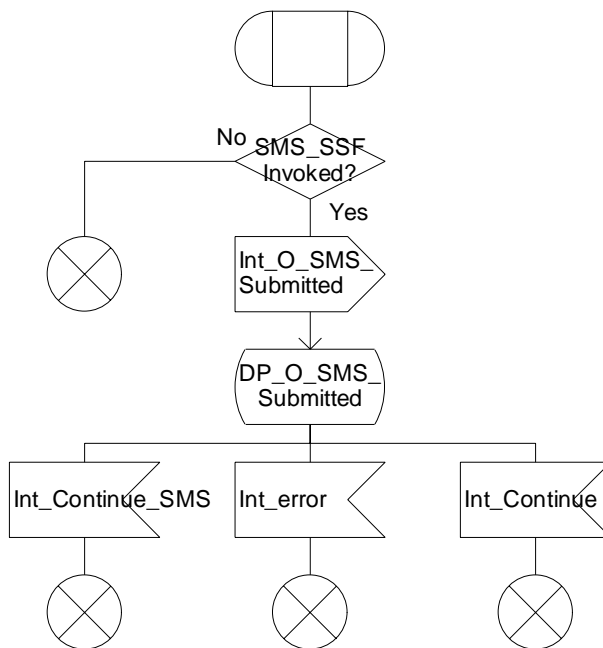 No
SMS_SSF
Invoked?
Yes
Int_O_SMS_
Submitted
DP_O_SMS_
Submitted
Int_Continue_SMS
Int_error
Int_Continue